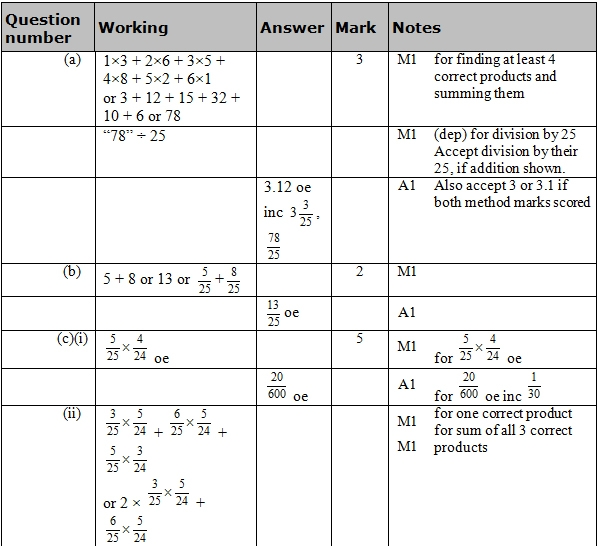 Question number Working Answer Mark Notes
(a) 1×3 + 2×6 + 3×5 + 3 M1 for finding at least 4
4×8 + 5×2 + 6×1 correct products and
or 3 + 12 + 15 + 32 + summing them
10 + 6 or 78
“78” ÷ 25 M1 (dep) for division by 25
Accept division by their
25, if addition shown.
3.12 oe A1 Also accept 3 or 3.1 if
inc 3 3/25 , both method marks scored
78/25
(b) 5 + 8 or 13 or 5/25 + 8/25 2 M1
13/25 oe A1
(c)(i) 5/25 × 4/24 oe 5 M1 for 5/25 × 4/24 oe
20/600 oe A1 for 20/600 oe inc 1/30
(ii) 3/25 × 5/24 + 6/25 × 5/24 + M1 for one correct product
5/25 × 3/24 M1 for sum of all 3 correct
products
or 2 × 3/25 × 5/24 +
6/25 × 5/24